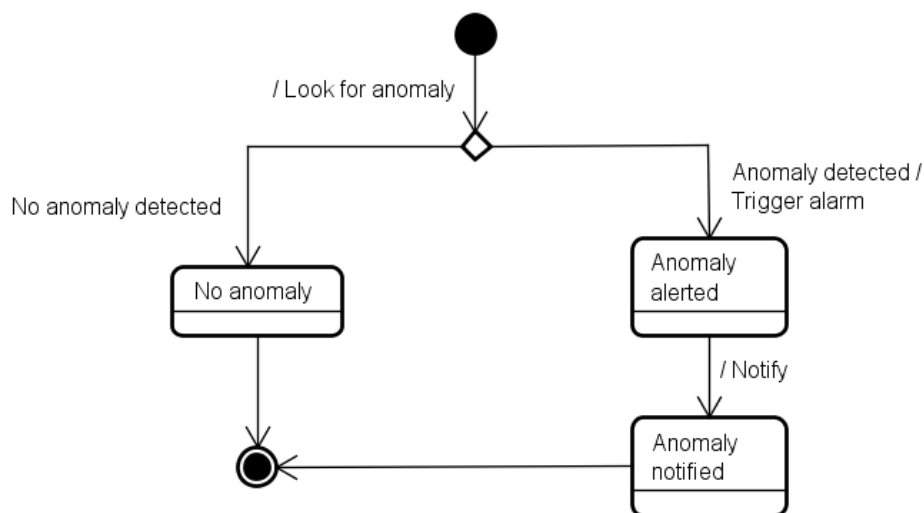 / Look for anomaly
No anomaly detected
Anomaly detected /
Trigger alarm
No anomaly
Anomaly
alerted
/ Notify
Anomaly
notified